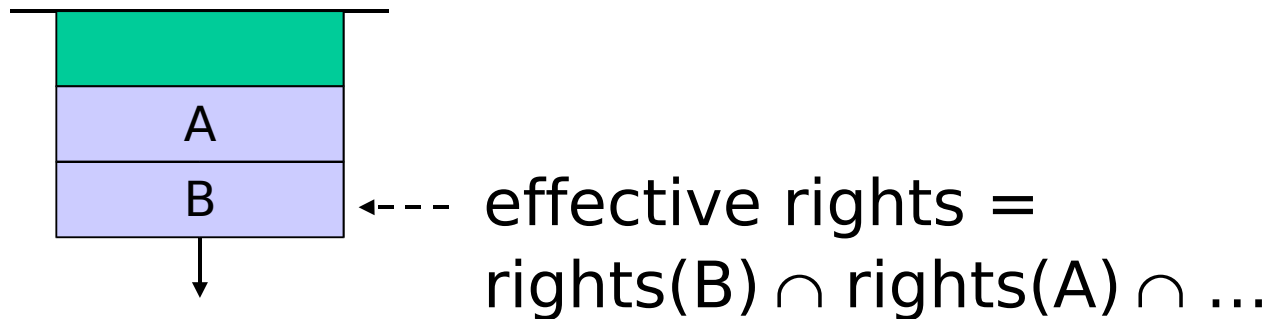 A
B
effective rights =
rights(B) ∩ rights(A) ∩ ...